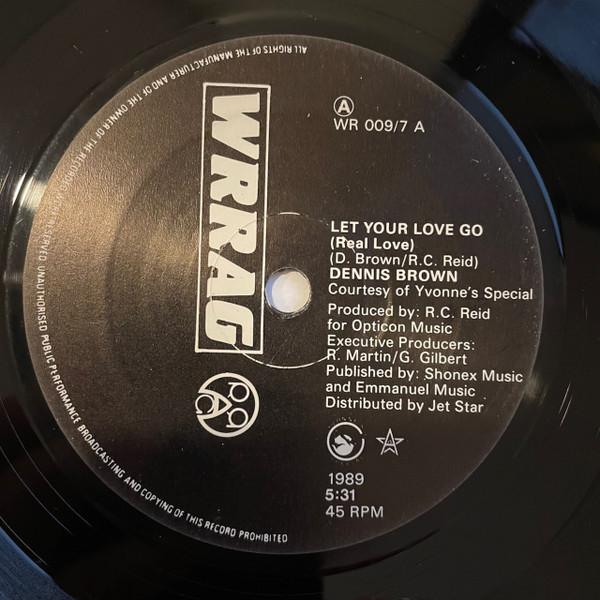 WRRAG
A
WR 009/7 A
LET YOUR LOVE GO
(Real Love)
(D. Brown/R.C. Reid)
DENNIS BROWN
Courtesy of Yvonne's Special
Produced by: R.C. Reid
for Opticon Music
Executive Producers:
R. Martin/G. Gilbert
Published by: Shonex Music
and Emmanuel Music
Distributed by Jet Star
1989
5:31
45 RPM
ALL RIGHTS OF THE MANUFACTURER AND OF THE OWNER OF THE RECORDED WORK RESERVED. UNAUTHORISED PUBLIC PERFORMANCE BROADCASTING AND COPYING OF THIS RECORD PROHIBITED